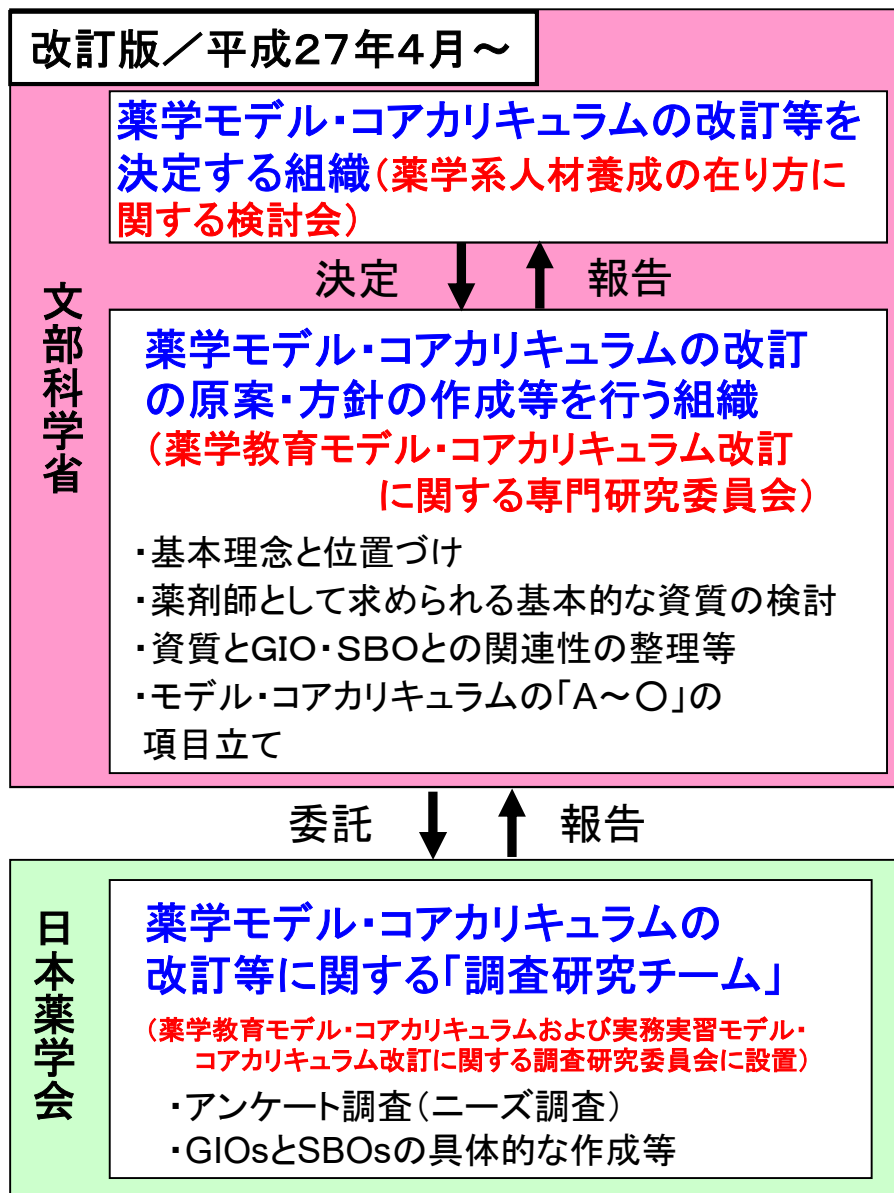 改訂版／平成27年4月～
薬学モデル・コアカリキュラムの改訂等を
決定する組織（薬学系人材養成の在り方に
関する検討会）
決定
報告
文部科学省
薬学モデル・コアカリキュラムの改訂
の原案・方針の作成等を行う組織
（薬学教育モデル・コアカリキュラム改訂
に関する専門研究委員会）
・基本理念と位置づけ
・薬剤師として求められる基本的な資質の検討
・資質とGIO・SBOとの関連性の整理等
・モデル・コアカリキュラムの「A～〇」の
項目立て
委託
報告
日本薬学会
薬学モデル・コアカリキュラムの
改訂等に関する「調査研究チーム」
（薬学教育モデル・コアカリキュラムおよび実務実習モデル・
コアカリキュラム改訂に関する調査研究委員会に設置）
・アンケート調査（ニーズ調査）
・GIOsとSBOsの具体的な作成等